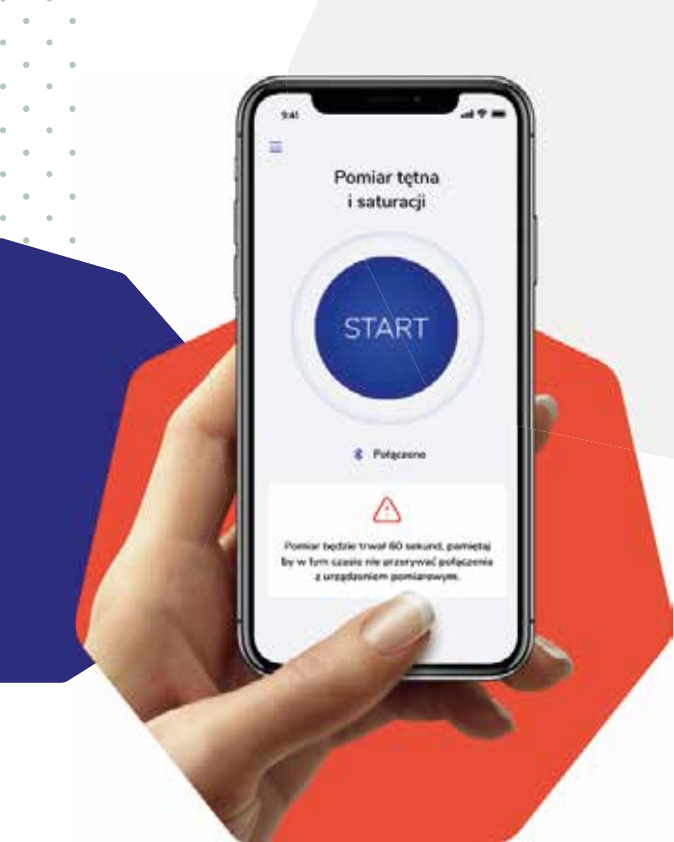 9:41
Pomiar tętna
i saturacji
START
Połączono
Pomiar będzie trwał 60 sekund, pamiętaj
by w tym czasie nie przerywać połączenia
z urządzeniem pomiarowym.